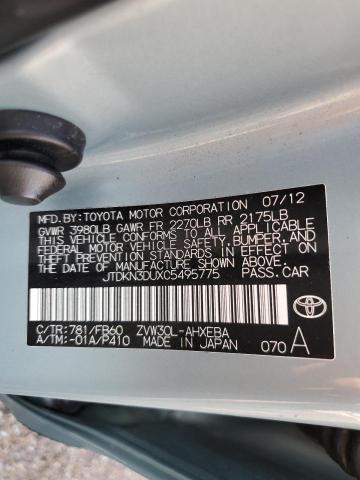 MFD.BY:TOYOTA MOTOR CORPORATION 07/12
GVWR 3980LB GAWR FR 2270LB RR 2175LB
THIS VEHICLE CONFORMS TO ALL APPLICABLE
FEDERAL MOTOR VEHICLE SAFETY, BUMPER, AND
THEFT PREVENTION STANDARDS IN EFFECT ON
THE DATE OF MANUFACTURE SHOWN ABOVE.
JTDKN3DUXC5495775 PASS.CAR
C/TR:781/FB60 ZVW30L-AHXEBA
A/TM:-01A/P410 MADE IN JAPAN
070 A